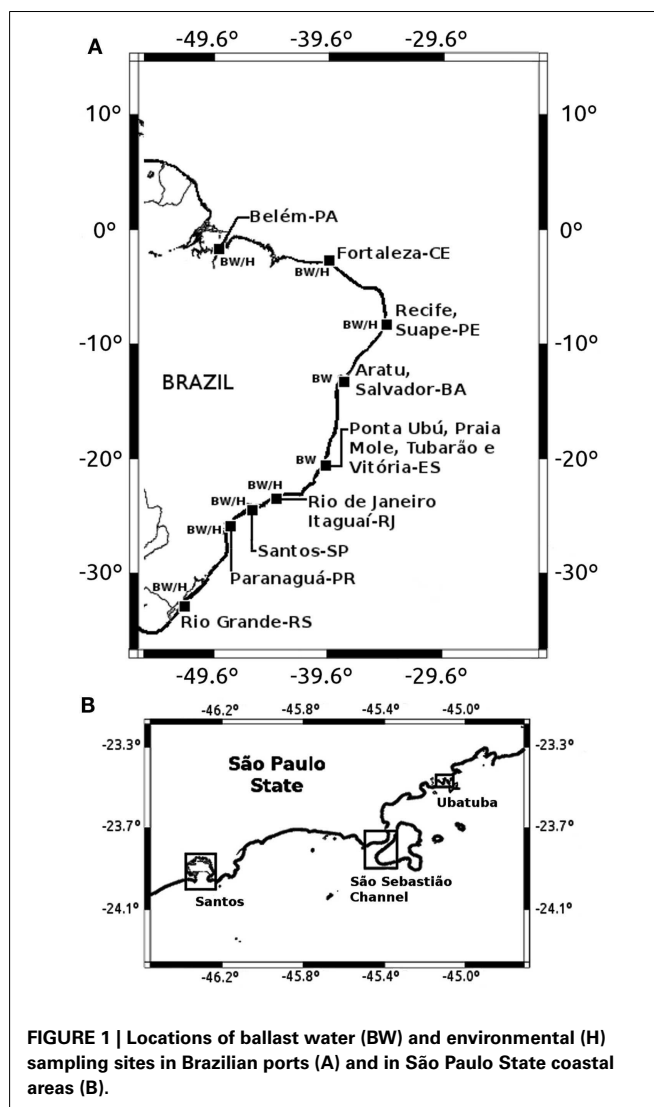 A
-49.6° -39.6° -29.6°
10° 10°
0° 0°
Belém-PA
BW/H
Fortaleza-CE
BW/H
Recife,
Suape-PE
BW/H
-10° -10°
Aratu,
Salvador-BA
BW
BRAZIL
Ponta Ubú, Praia
Mole, Tubarão e
Vitória-ES
BW
-20° -20°
BW/H
Rio de Janeiro
Itaguaí-RJ
BW/H
Santos-SP
BW/H
Paranaguá-PR
-30° -30°
BW/H
Rio Grande-RS
-49.6° -39.6° -29.6°
B
-46.2° -45.8° -45.4° -45.0°
-23.3° -23.3°
São Paulo
State
Ubatuba
-23.7° -23.7°
São Sebastião
Channel
Santos
-24.1° -24.1°
-46.2° -45.8° -45.4° -45.0°
FIGURE 1 | Locations of ballast water (BW) and environmental (H)
sampling sites in Brazilian ports (A) and in São Paulo State coastal
areas (B).